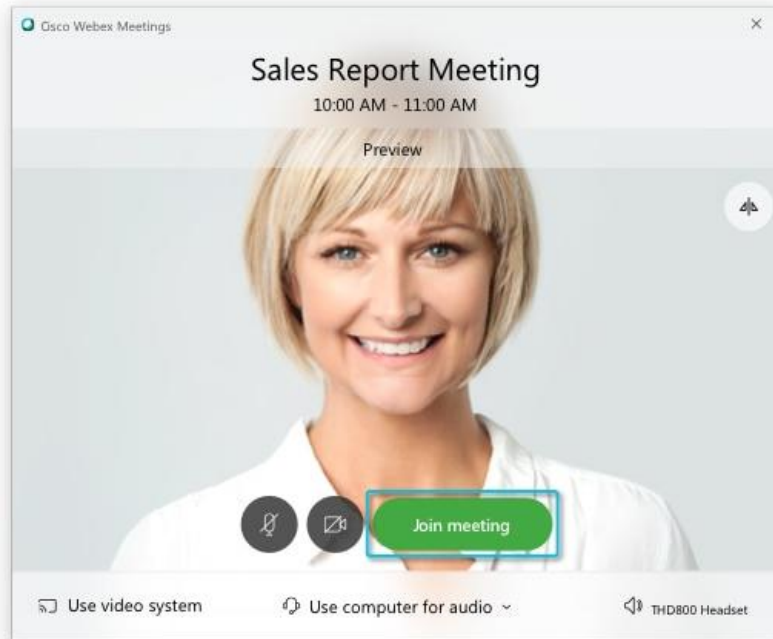 Cisco Webex Meetings
Sales Report Meeting
10:00 AM - 11:00 AM
Preview
Join meeting
Use video system
Use computer for audio
THD800 Headset